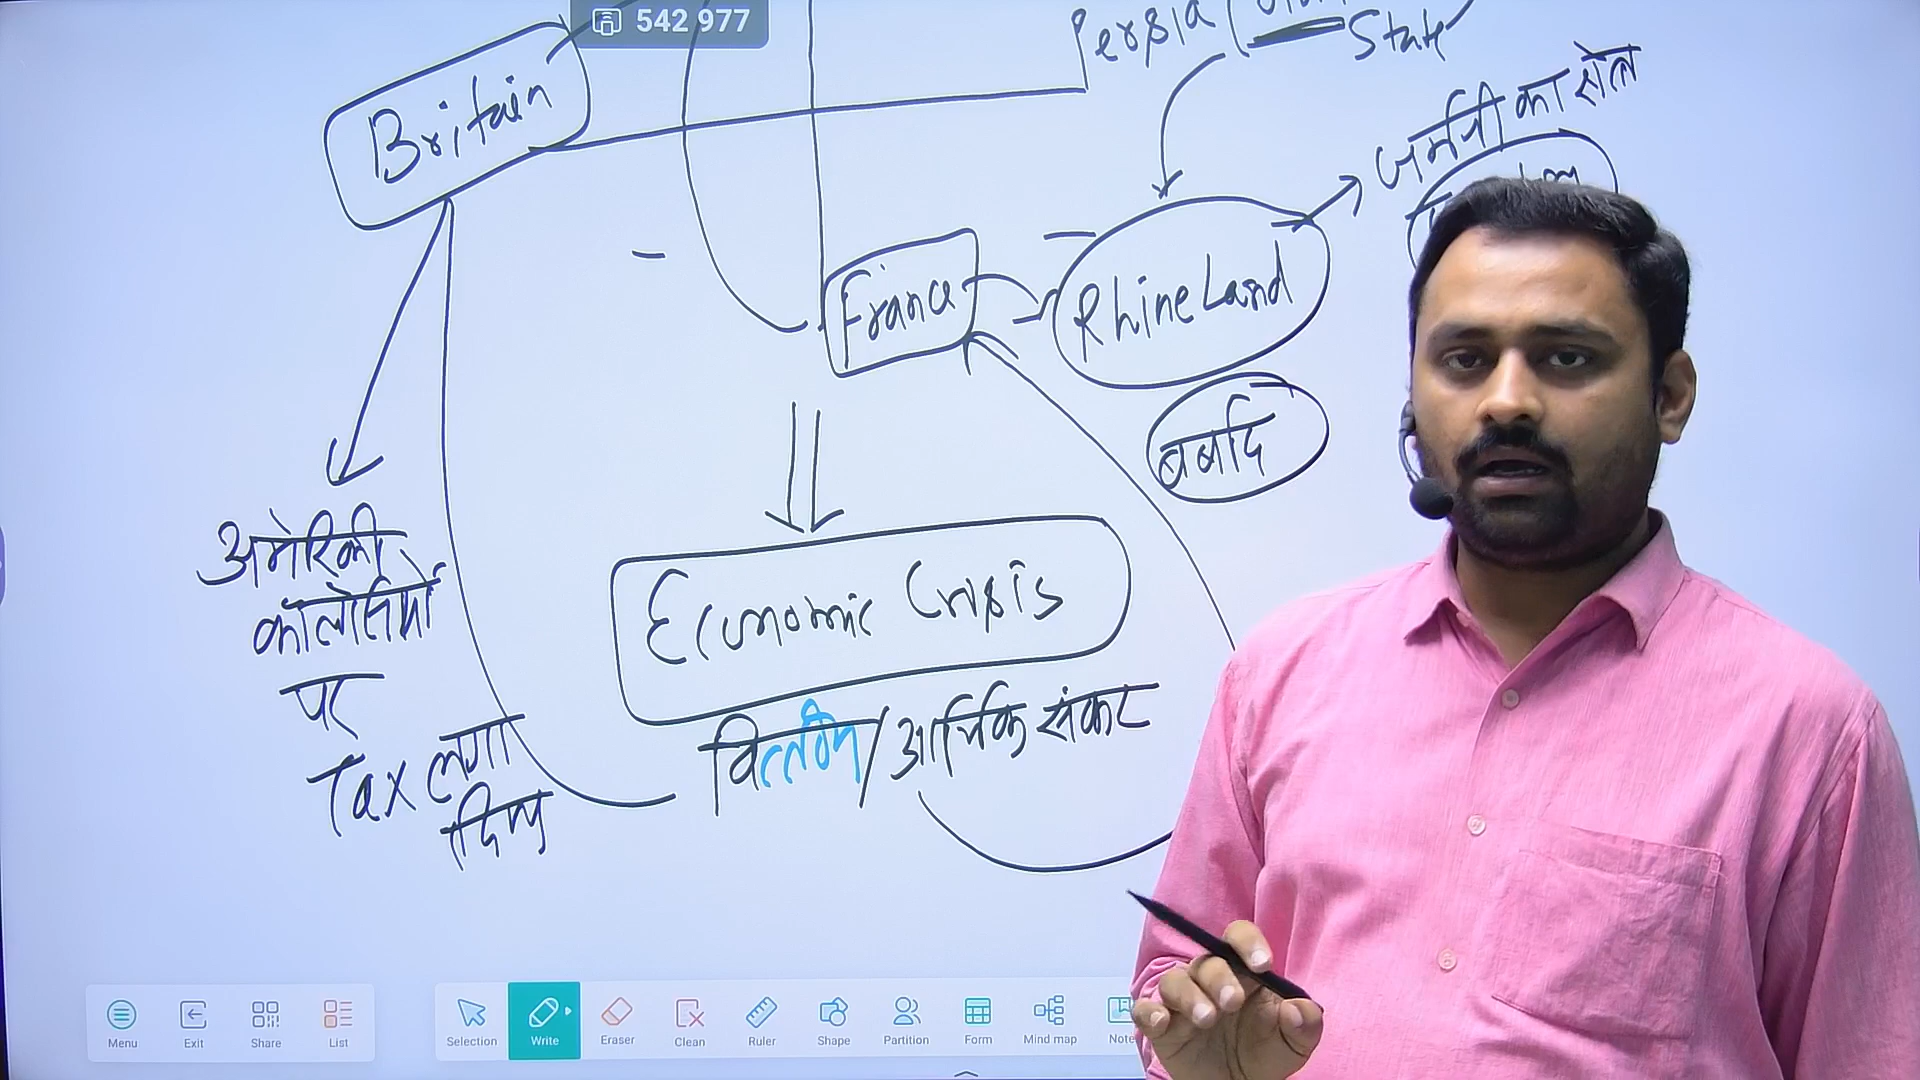 542 977
Persia
State
Britain
जर्मनी का क्षेत्र
France
Rhine Land
बर्बाद
अमेरिकी
कॉलोनियों
पर
Tax लगा
दिया
Economic Crisis
वित्तीय/आर्थिक संकट
Menu Exit Share List Selection Write Eraser Clean Ruler Shape Partition Form Mind map Note